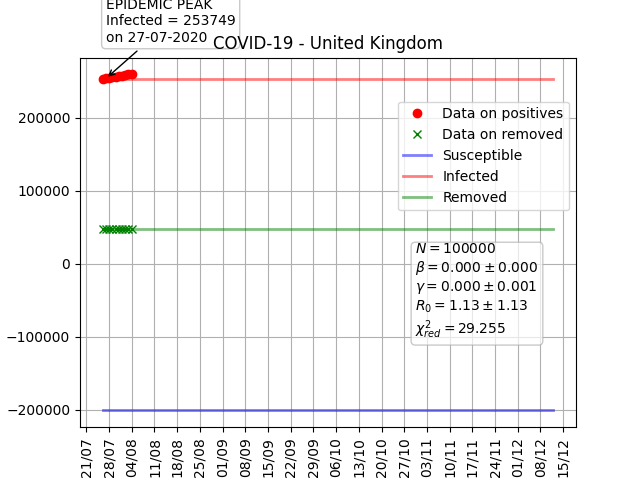 EPIDEMIC PEAK
Infected = 253749
on 27-07-2020
COVID-19 - United Kingdom
200000
100000
0
−100000
−200000
Data on positives
Data on removed
Susceptible
Infected
Removed
N = 100000
β = 0.000 ± 0.000
γ = 0.000 ± 0.001
R₀ = 1.13 ± 1.13
χ²red = 29.255
21/07
28/07
04/08
11/08
18/08
25/08
01/09
08/09
15/09
22/09
29/09
06/10
13/10
20/10
27/10
03/11
10/11
17/11
24/11
01/12
08/12
15/12